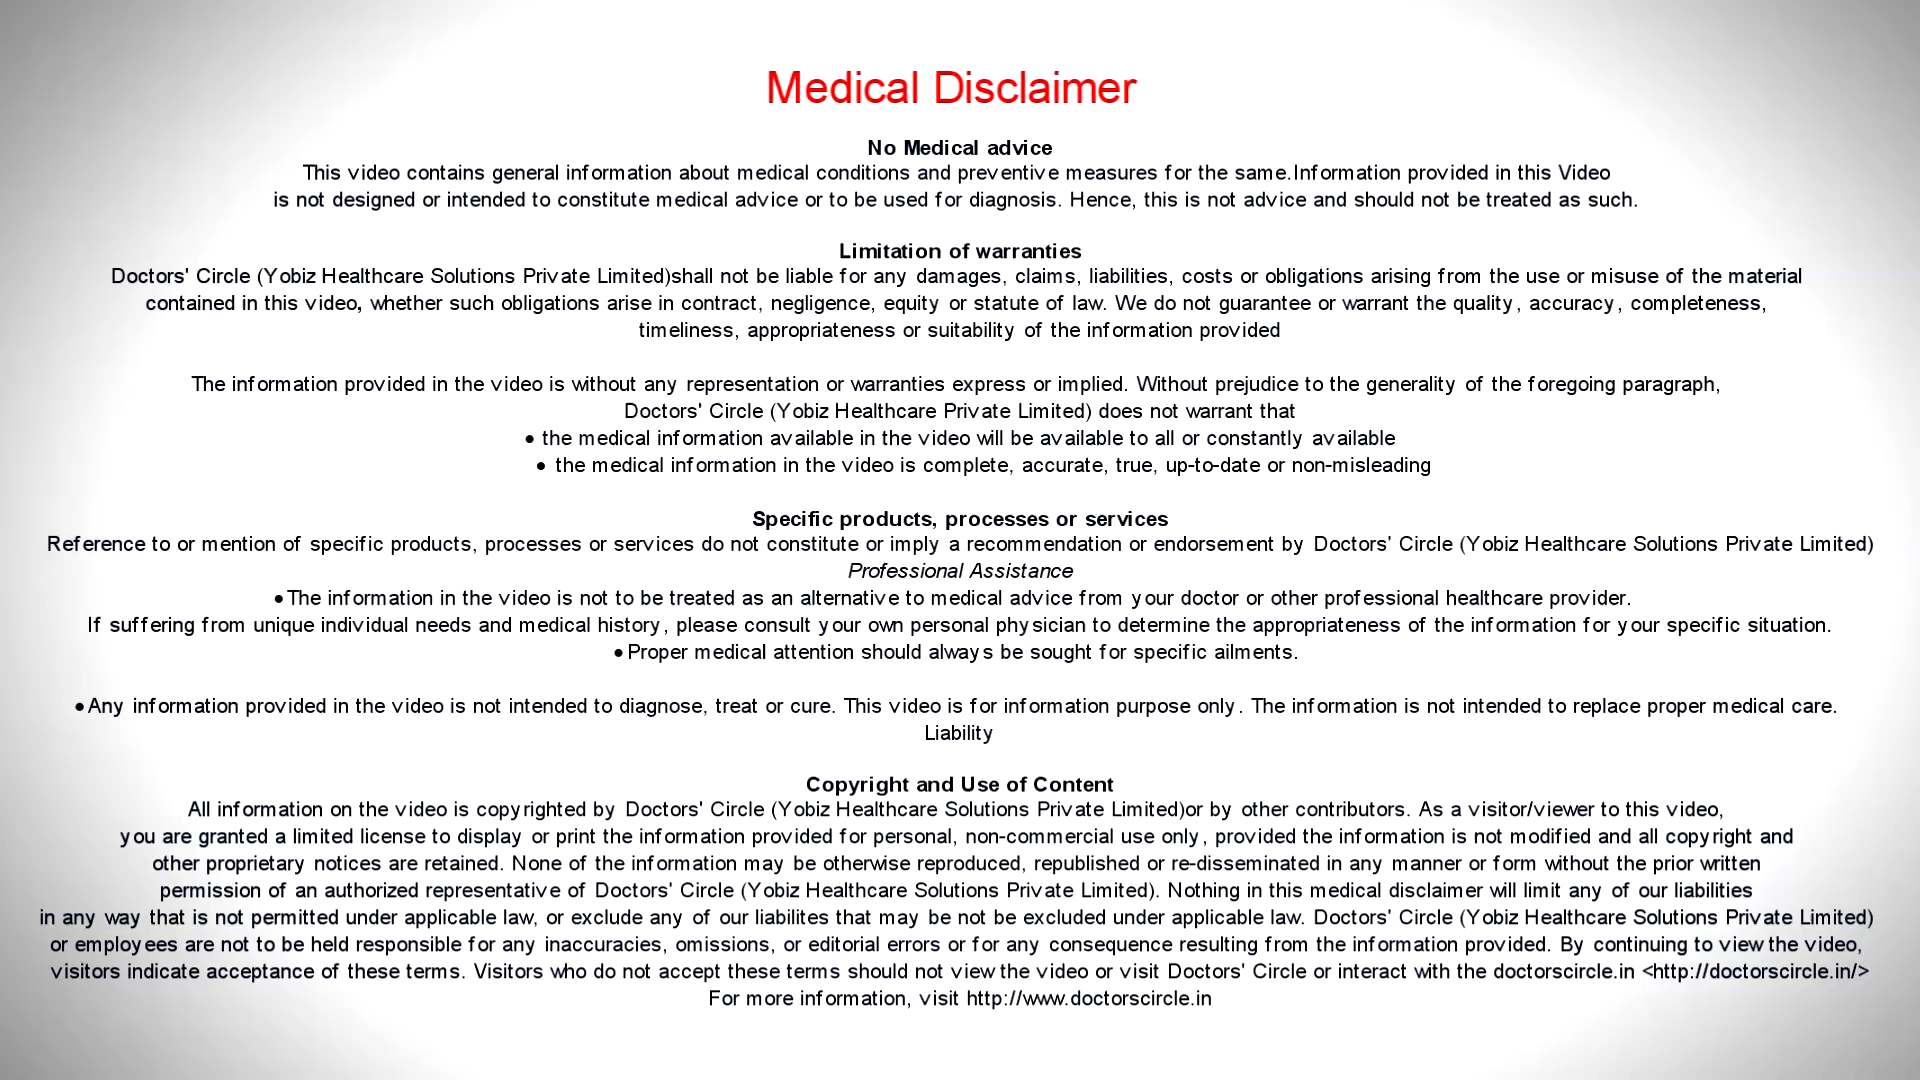 Medical Disclaimer
No Medical advice
This video contains general information about medical conditions and preventive measures for the same.Information provided in this Video
is not designed or intended to constitute medical advice or to be used for diagnosis. Hence, this is not advice and should not be treated as such.
Limitation of warranties
Doctors' Circle (Yobiz Healthcare Solutions Private Limited)shall not be liable for any damages, claims, liabilities, costs or obligations arising from the use or misuse of the material
contained in this video, whether such obligations arise in contract, negligence, equity or statute of law. We do not guarantee or warrant the quality, accuracy, completeness,
timeliness, appropriateness or suitability of the information provided
The information provided in the video is without any representation or warranties express or implied. Without prejudice to the generality of the foregoing paragraph,
Doctors' Circle (Yobiz Healthcare Private Limited) does not warrant that
• the medical information available in the video will be available to all or constantly available
• the medical information in the video is complete, accurate, true, up-to-date or non-misleading
Specific products, processes or services
Reference to or mention of specific products, processes or services do not constitute or imply a recommendation or endorsement by Doctors' Circle (Yobiz Healthcare Solutions Private Limited)
Professional Assistance
•The information in the video is not to be treated as an alternative to medical advice from your doctor or other professional healthcare provider.
If suffering from unique individual needs and medical history, please consult your own personal physician to determine the appropriateness of the information for your specific situation.
•Proper medical attention should always be sought for specific ailments.
•Any information provided in the video is not intended to diagnose, treat or cure. This video is for information purpose only. The information is not intended to replace proper medical care.
Liability
Copyright and Use of Content
All information on the video is copyrighted by Doctors' Circle (Yobiz Healthcare Solutions Private Limited)or by other contributors. As a visitor/viewer to this video,
you are granted a limited license to display or print the information provided for personal, non-commercial use only, provided the information is not modified and all copyright and
other proprietary notices are retained. None of the information may be otherwise reproduced, republished or re-disseminated in any manner or form without the prior written
permission of an authorized representative of Doctors' Circle (Yobiz Healthcare Solutions Private Limited). Nothing in this medical disclaimer will limit any of our liabilities
in any way that is not permitted under applicable law, or exclude any of our liabilites that may be not be excluded under applicable law. Doctors' Circle (Yobiz Healthcare Solutions Private Limited)
or employees are not to be held responsible for any inaccuracies, omissions, or editorial errors or for any consequence resulting from the information provided. By continuing to view the video,
visitors indicate acceptance of these terms. Visitors who do not accept these terms should not view the video or visit Doctors' Circle or interact with the doctorscircle.in <http://doctorscircle.in/>
For more information, visit http://www.doctorscircle.in